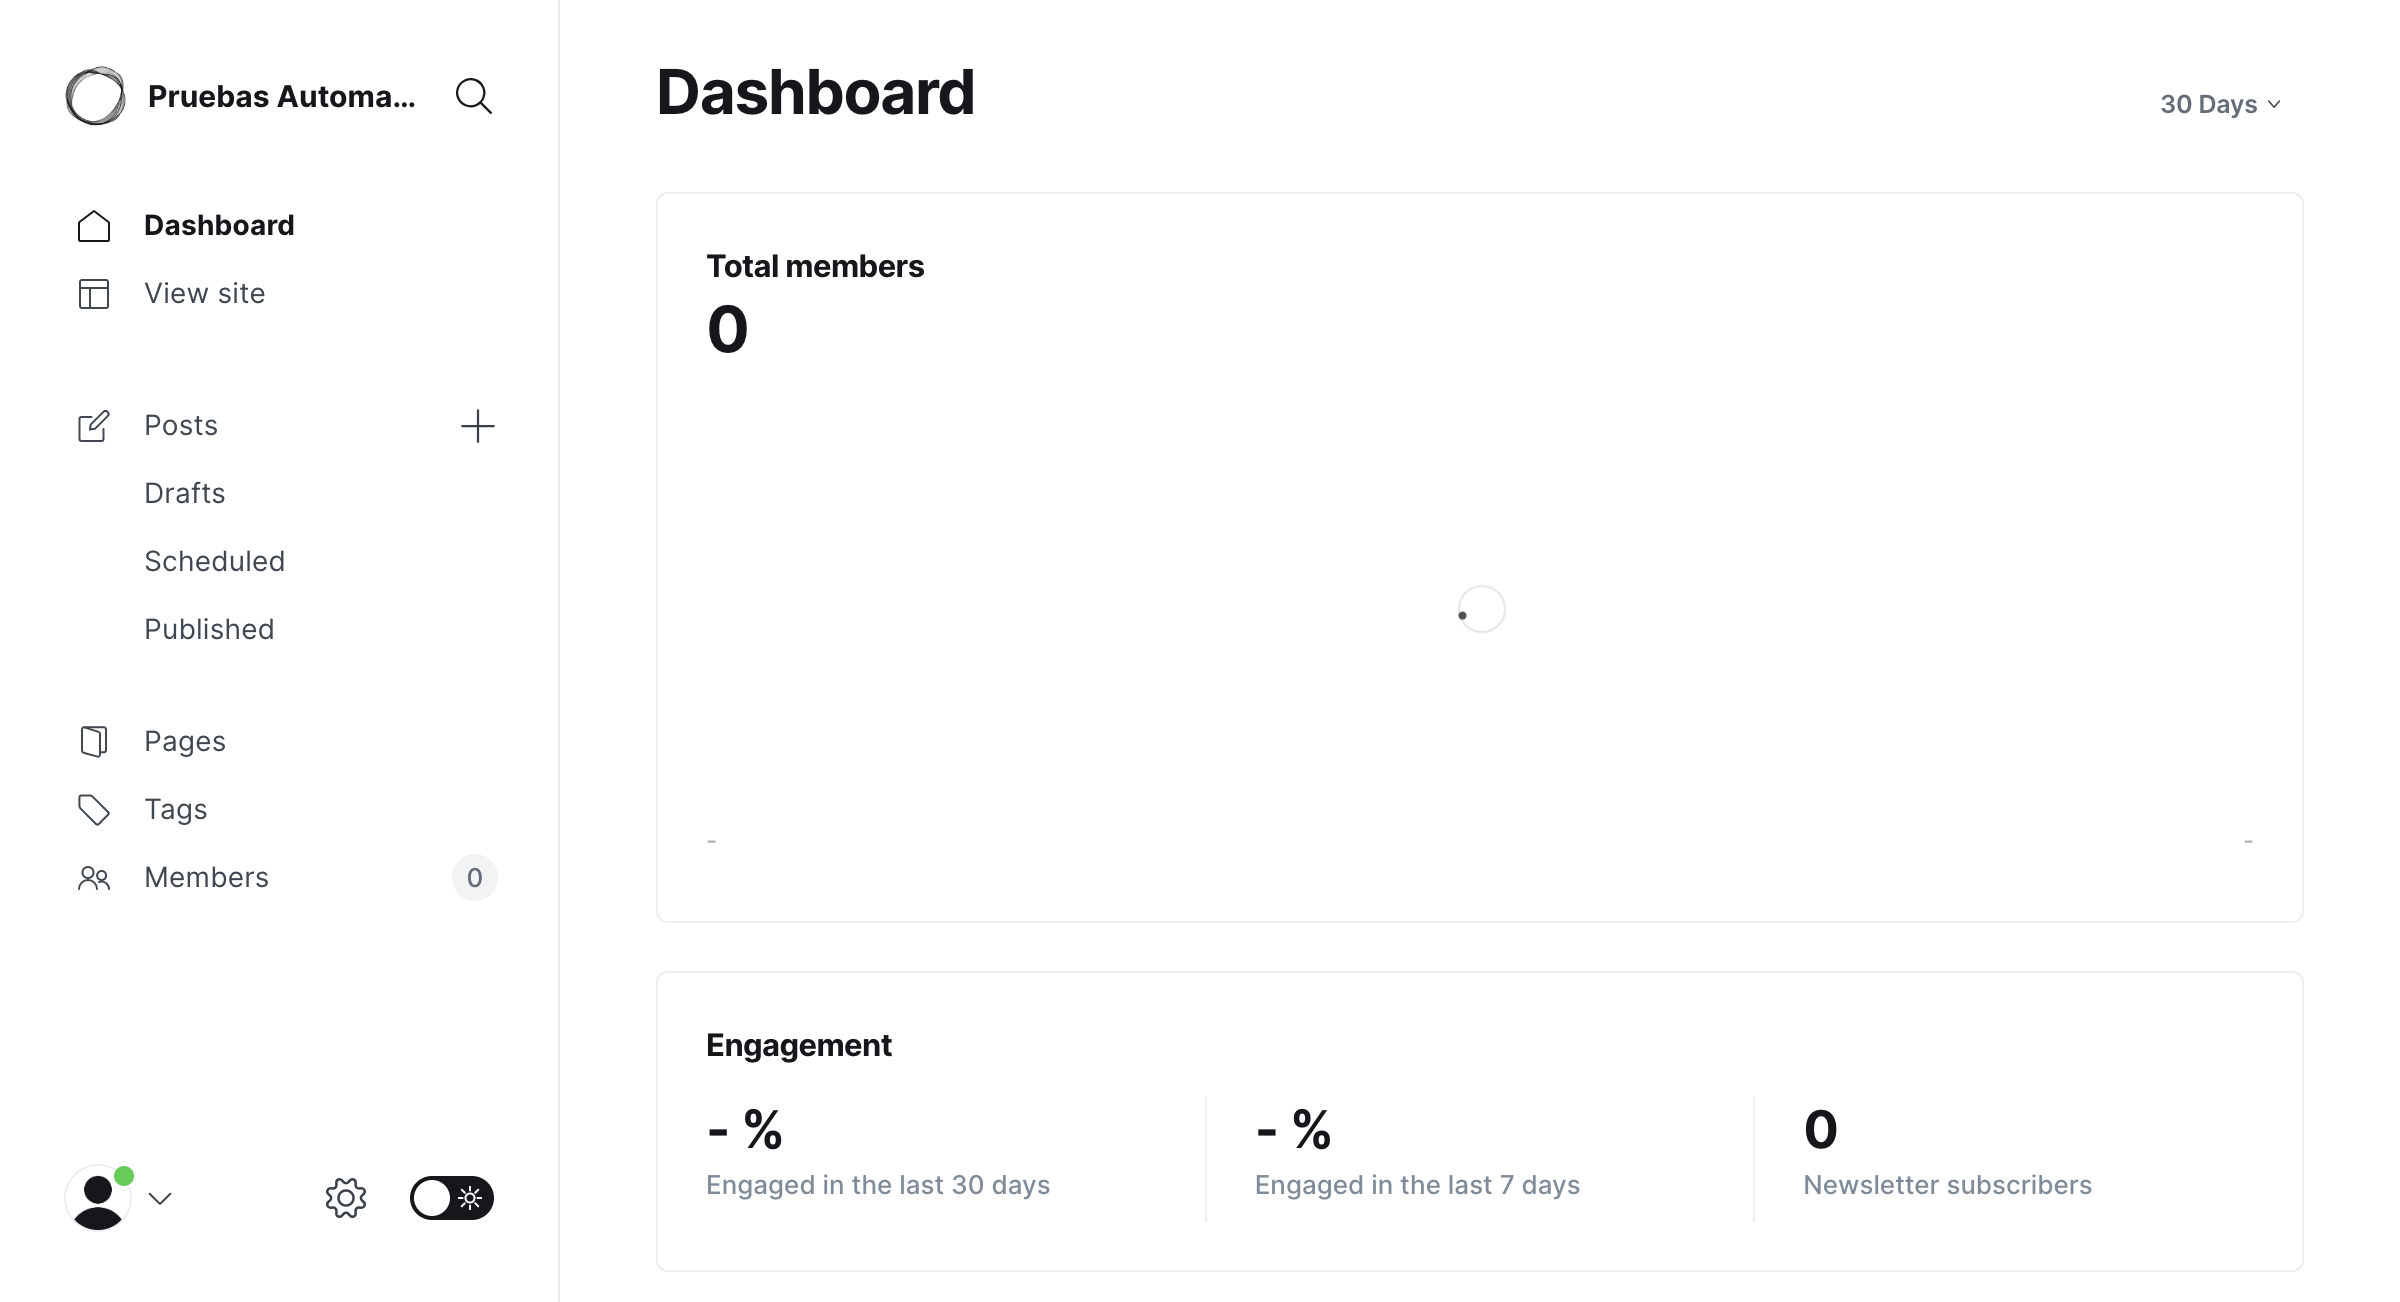 Pruebas Automa...
Dashboard
View site
Posts
Drafts
Scheduled
Published
Pages
Tags
Members 0
Dashboard
30 Days
Total members
0
- -
Engagement
- % - % 0
Engaged in the last 30 days Engaged in the last 7 days Newsletter subscribers